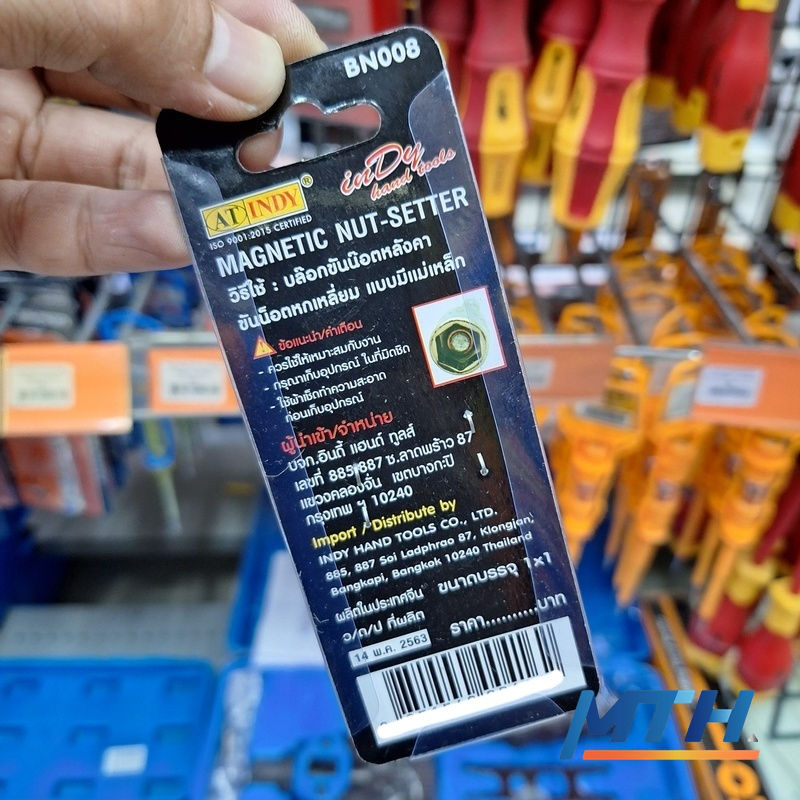 BN008
inDy
hand tools
AT INDY®
ISO 9001:2015 CERTIFIED
MAGNETIC NUT-SETTER
วิธีใช้ : บล๊อกขันน๊อตหลังคา
ขันน็อตหกเหลี่ยม แบบมีแม่เหล็ก
ข้อแนะนำ/คำเตือน
- ควรใช้ให้เหมาะสมกับงาน
- กรุณาเก็บอุปกรณ์ ในที่มิดชิด
- ใช้ผ้าเช็ดทำความสะอาด
ก่อนเก็บอุปกรณ์
ผู้นำเข้า/จำหน่าย
บจก.อินดี้ แฮนด์ ทูลส์
เลขที่ 885,887 ซ.ลาดพร้าว 87
แขวงคลองจั่น เขตบางกะปิ
กรุงเทพ ฯ 10240
Import / Distribute by
INDY HAND TOOLS CO., LTD.
885, 887 Soi Ladphrao 87, Klongjan,
Bangkapi, Bangkok 10240 Thailand
ผลิตในประเทศจีน ขนาดบรรจุ 1x1
ว/ด/ป ที่ผลิต ราคา..........บาท
14 พ.ค. 2563
MTH